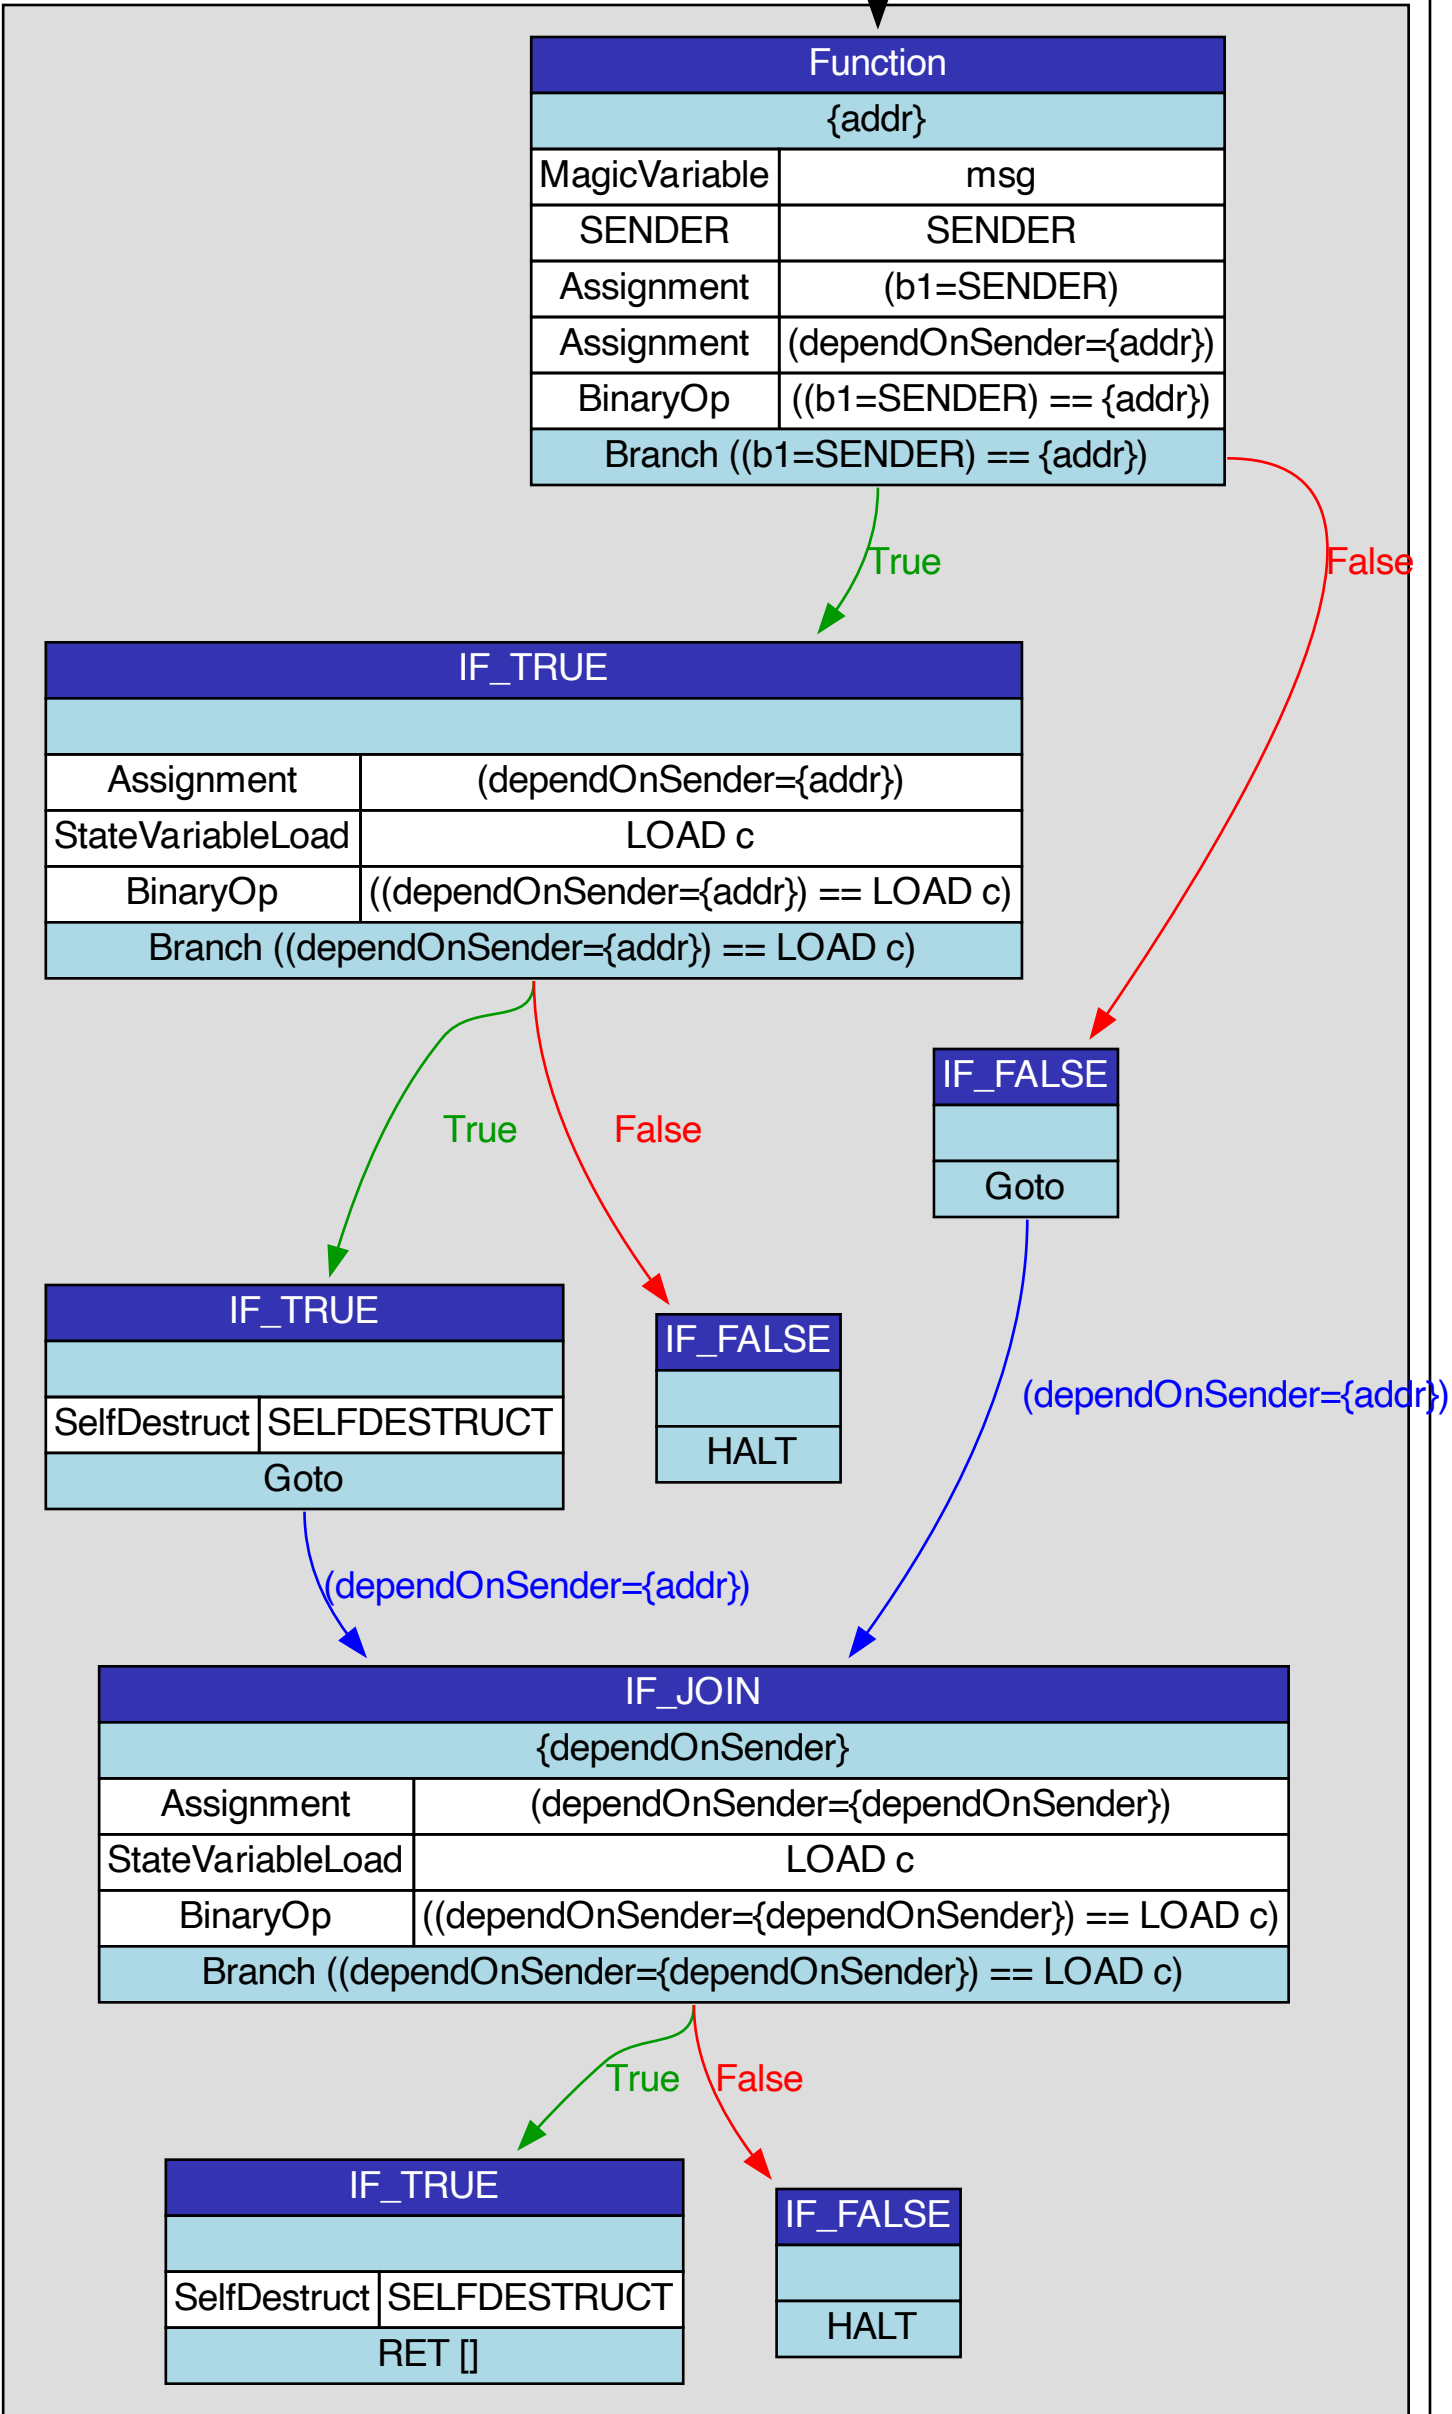 Function
{addr}
MagicVariable msg
SENDER SENDER
Assignment (b1=SENDER)
Assignment (dependOnSender={addr})
BinaryOp ((b1=SENDER) == {addr})
Branch ((b1=SENDER) == {addr})
True False
IF_TRUE
Assignment (dependOnSender={addr})
StateVariableLoad LOAD c
BinaryOp ((dependOnSender={addr}) == LOAD c)
Branch ((dependOnSender={addr}) == LOAD c)
True False
IF_FALSE
Goto
IF_TRUE
SelfDestruct SELFDESTRUCT
Goto
IF_FALSE
HALT
(dependOnSender={addr})
(dependOnSender={addr})
IF_JOIN
{dependOnSender}
Assignment (dependOnSender={dependOnSender})
StateVariableLoad LOAD c
BinaryOp ((dependOnSender={dependOnSender}) == LOAD c)
Branch ((dependOnSender={dependOnSender}) == LOAD c)
True False
IF_TRUE
SelfDestruct SELFDESTRUCT
RET []
IF_FALSE
HALT